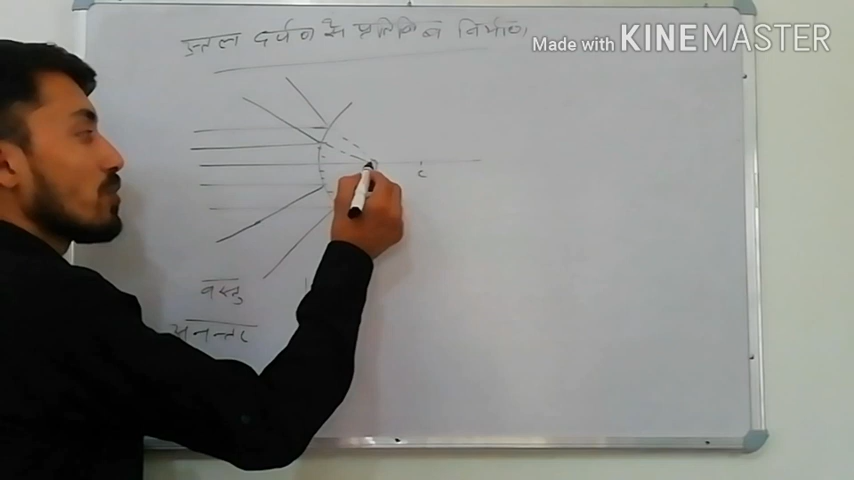 उत्तल दर्पण से प्रतिबिंब निर्माण
Made with KINEMASTER
C
वस्तु
अनन्त